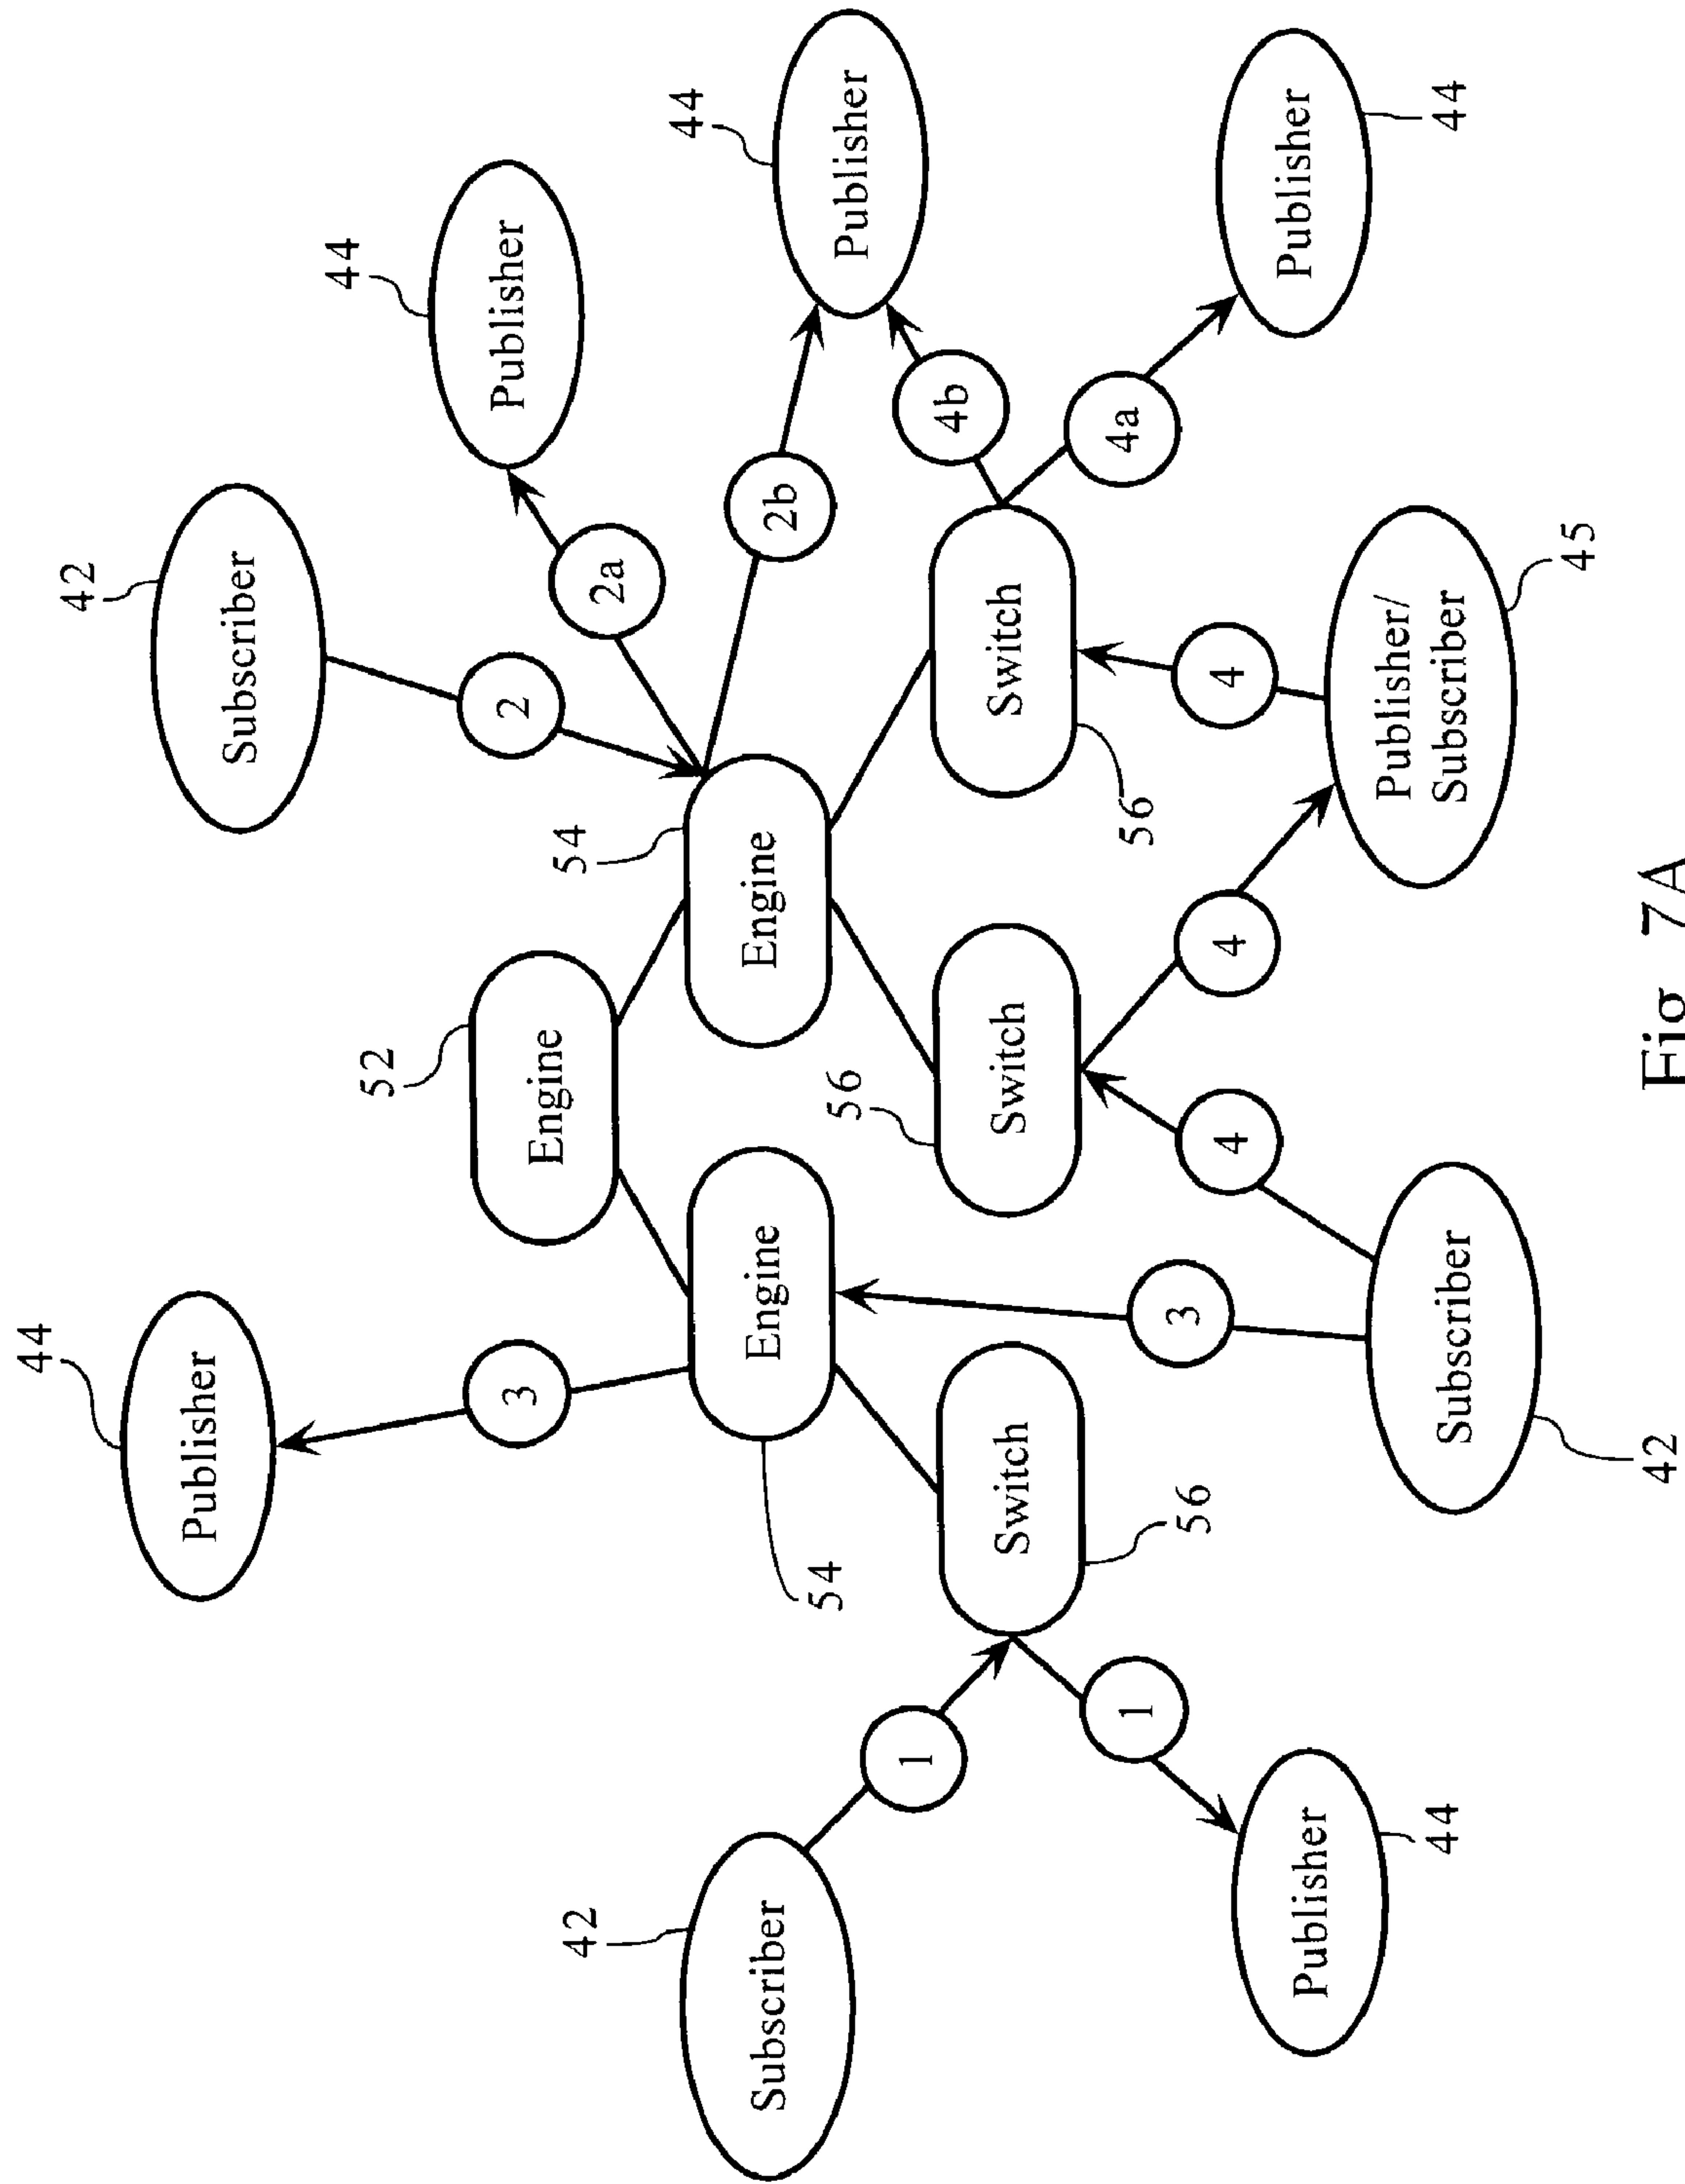 44
Publisher
42
Subscriber
3
44
Publisher
52
Engine
2
2a
44
Publisher
54
Engine
2b
42
Subscriber
54
Engine
1
56
Switch
4b
Switch
56
Switch
56
4a
44
Publisher
1
3
4
4
4
44
Publisher
42
Subscriber
45
Publisher/
Subscriber
Fig. 7A